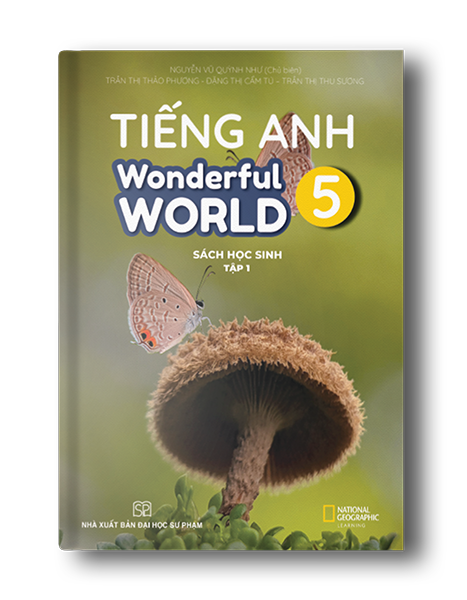 NGUYỄN VŨ QUỲNH NHƯ (Chủ biên)
TRẦN THỊ THẢO PHƯƠNG - ĐẶNG THỊ CẨM TÚ - TRẦN THỊ THU SƯƠNG
TIẾNG ANH
Wonderful
WORLD
5
SÁCH HỌC SINH
TẬP 1
SP
NHÀ XUẤT BẢN ĐẠI HỌC SƯ PHẠM
NATIONAL
GEOGRAPHIC
LEARNING